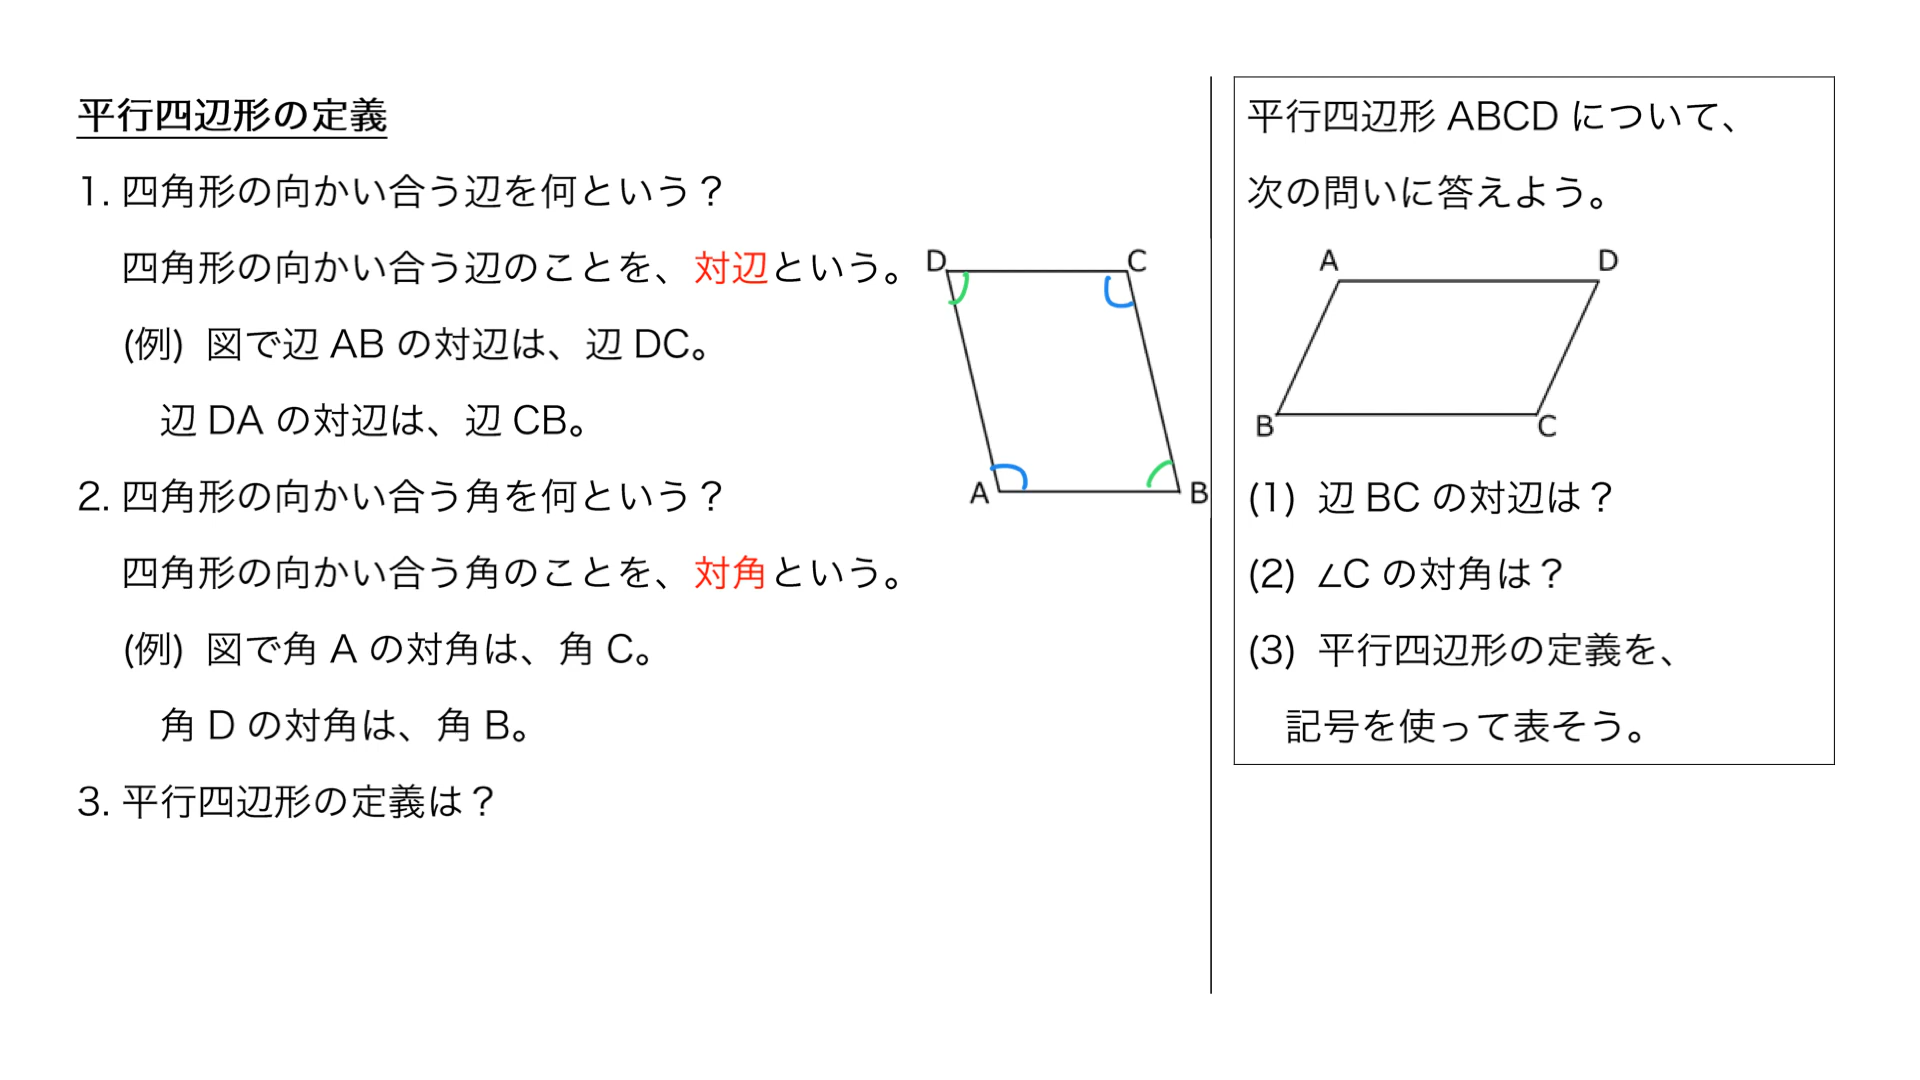 平行四辺形の定義
1. 四角形の向かい合う辺を何という？
四角形の向かい合う辺のことを、対辺という。
(例) 図で辺 AB の対辺は、辺 DC。
辺 DA の対辺は、辺 CB。
2. 四角形の向かい合う角を何という？
四角形の向かい合う角のことを、対角という。
(例) 図で角 A の対角は、角 C。
角 D の対角は、角 B。
3. 平行四辺形の定義は？
D
C
A
B
平行四辺形 ABCD について、
次の問いに答えよう。
A
D
B
C
(1) 辺 BC の対辺は？
(2) ∠C の対角は？
(3) 平行四辺形の定義を、
記号を使って表そう。